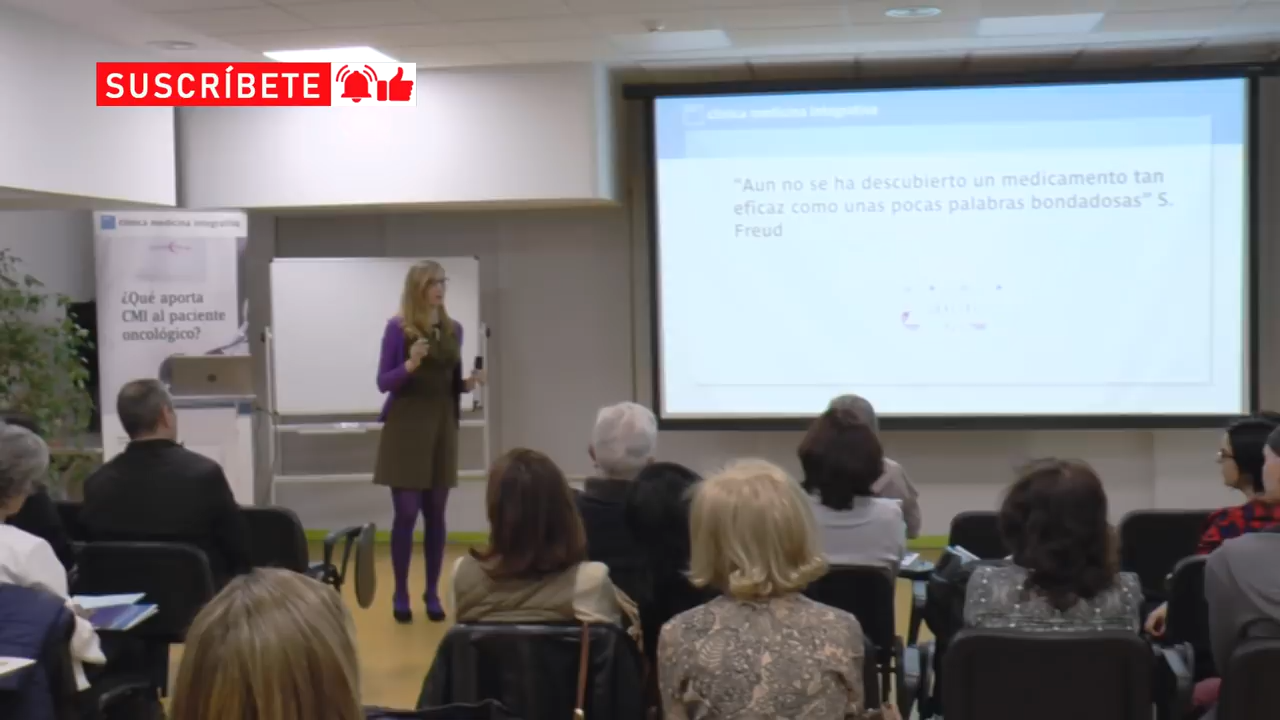 SUSCRÍBETE
clínica medicina integrativa
"Aun no se ha descubierto un medicamento tan
eficaz como unas pocas palabras bondadosas" S.
Freud
clínica medicina integrativa
¿Qué aporta
CMI al paciente
oncológico?